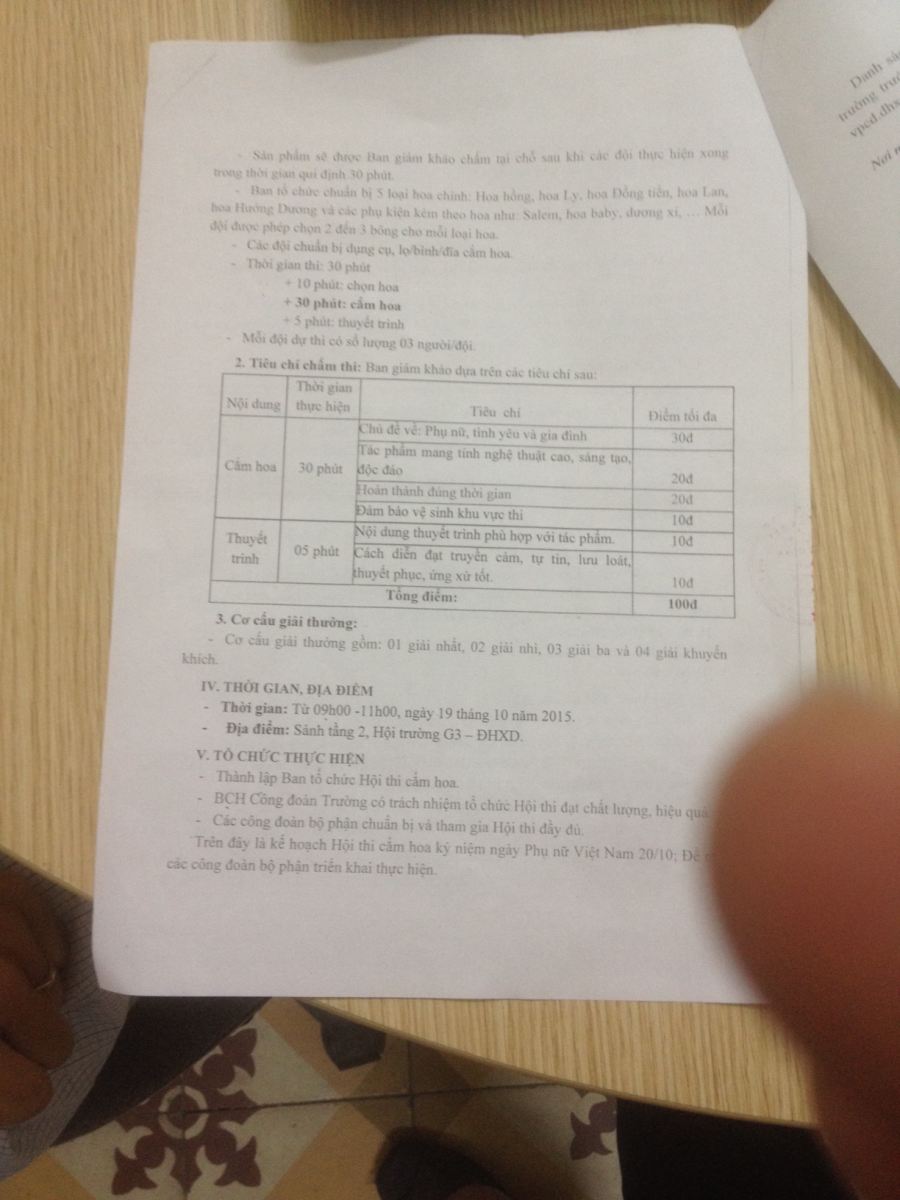 - Sản phẩm sẽ được Ban giám khảo chấm tại chỗ sau khi các đội thực hiện xong
trong thời gian qui định 30 phút.
- Ban tổ chức chuẩn bị 5 loại hoa chính: Hoa hồng, hoa Ly, hoa Đồng tiền, hoa Lan,
hoa Hướng Dương và các phụ kiện kèm theo hoa như: Salem, hoa baby, dương xỉ, … Mỗi
đội được phép chọn 2 đến 3 bông cho mỗi loại hoa.
- Các đội chuẩn bị dụng cụ, lọ/bình/đĩa cắm hoa.
- Thời gian thi: 30 phút
+ 10 phút: chọn hoa
+ 30 phút: cắm hoa
+ 5 phút: thuyết trình
- Mỗi đội dự thi có số lượng 03 người/đội.
2. Tiêu chí chấm thi: Ban giám khảo dựa trên các tiêu chí sau:
Nội dung Thời gian thực hiện Tiêu chí Điểm tối đa
Cắm hoa 30 phút Chủ đề về: Phụ nữ, tình yêu và gia đình 30đ
Tác phẩm mang tính nghệ thuật cao, sáng tạo,
độc đáo 20đ
Hoàn thành đúng thời gian 20đ
Đảm bảo vệ sinh khu vực thi 10đ
Thuyết trình 05 phút Nội dung thuyết trình phù hợp với tác phẩm. 10đ
Cách diễn đạt truyền cảm, tự tin, lưu loát,
thuyết phục, ứng xử tốt. 10đ
Tổng điểm: 100đ
3. Cơ cấu giải thưởng:
- Cơ cấu giải thưởng gồm: 01 giải nhất, 02 giải nhì, 03 giải ba và 04 giải khuyến
khích.
IV. THỜI GIAN, ĐỊA ĐIỂM
- Thời gian: Từ 09h00 -11h00, ngày 19 tháng 10 năm 2015.
- Địa điểm: Sảnh tầng 2, Hội trường G3 – ĐHXD.
V. TỔ CHỨC THỰC HIỆN
- Thành lập Ban tổ chức Hội thi cắm hoa.
- BCH Công đoàn Trường có trách nhiệm tổ chức Hội thi đạt chất lượng, hiệu quả
- Các công đoàn bộ phận chuẩn bị và tham gia Hội thi đầy đủ.
Trên đây là kế hoạch Hội thi cắm hoa kỷ niệm ngày Phụ nữ Việt Nam 20/10; Đề
các công đoàn bộ phận triển khai thực hiện.
Danh
trường
Nơi